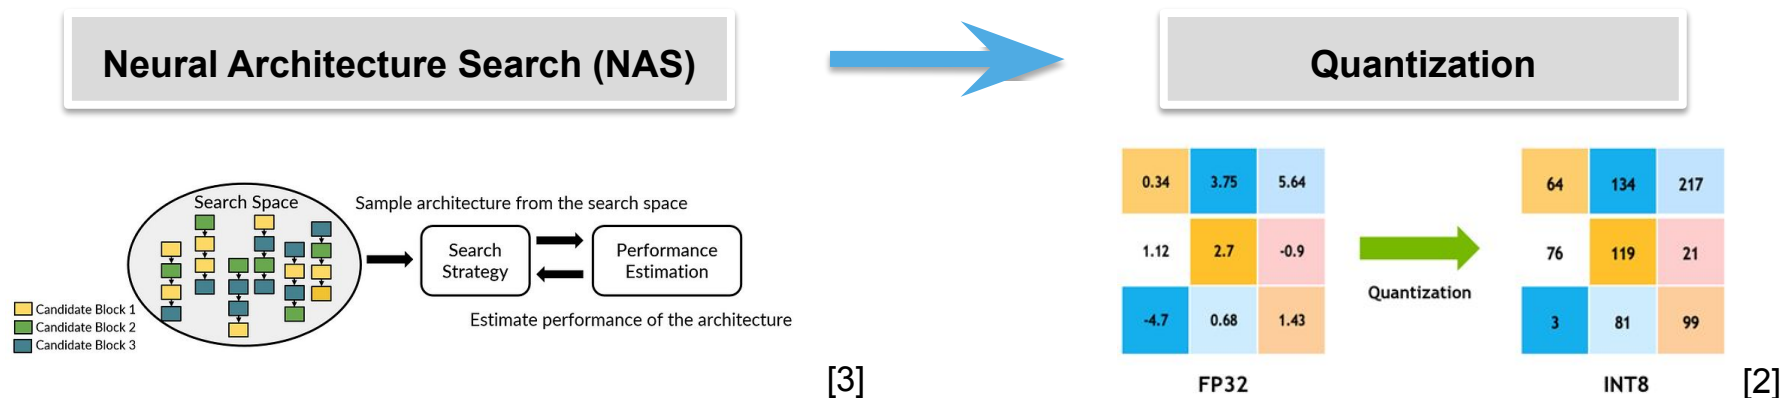 Neural Architecture Search (NAS)
Quantization
Search Space
Sample architecture from the search space
Search
Strategy
Performance
Estimation
Estimate performance of the architecture
Candidate Block 1
Candidate Block 2
Candidate Block 3
[3]
0.34 3.75 5.64
1.12 2.7 -0.9
-4.7 0.68 1.43
FP32
Quantization
64 134 217
76 119 21
3 81 99
INT8
[2]